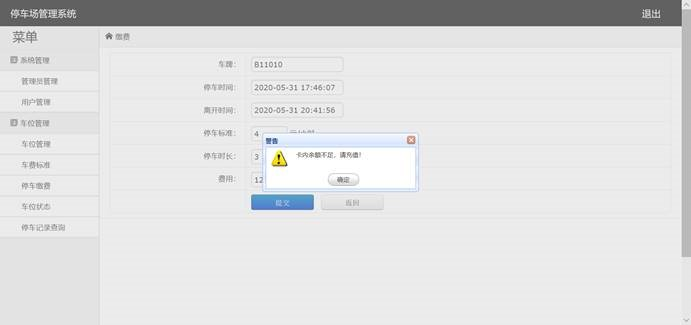 停车场管理系统
退出
菜单
缴费
系统管理
管理员管理
用户管理
车位管理
车位管理
车费标准
停车缴费
车位状态
停车记录查询
车牌： B11010
停车时间： 2020-05-31 17:46:07
离开时间： 2020-05-31 20:41:56
停车标准： 4
停车时长： 3
费用： 12
警告
卡内余额不足，请充值！
确定
提交 返回